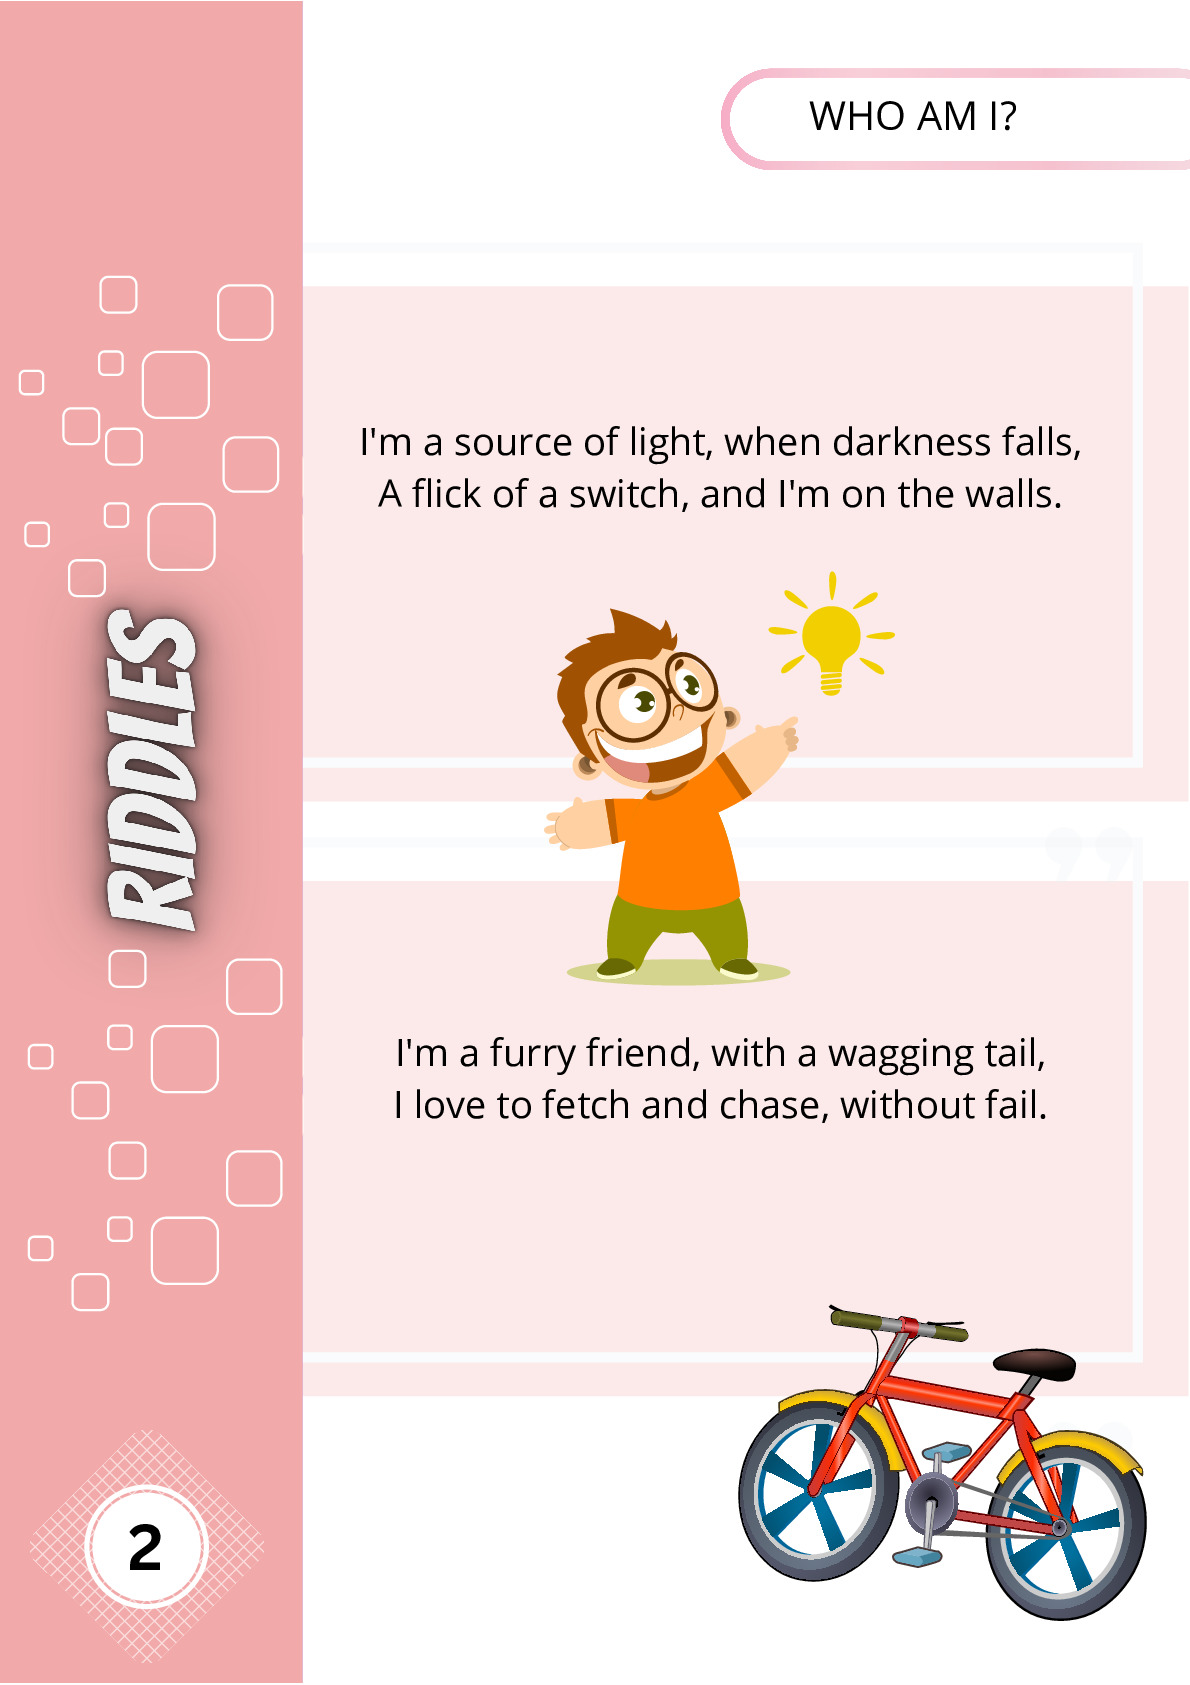 WHO AM I?
I'm a source of light, when darkness falls,
A flick of a switch, and I'm on the walls.
RIDDLES
I'm a furry friend, with a wagging tail,
I love to fetch and chase, without fail.
2